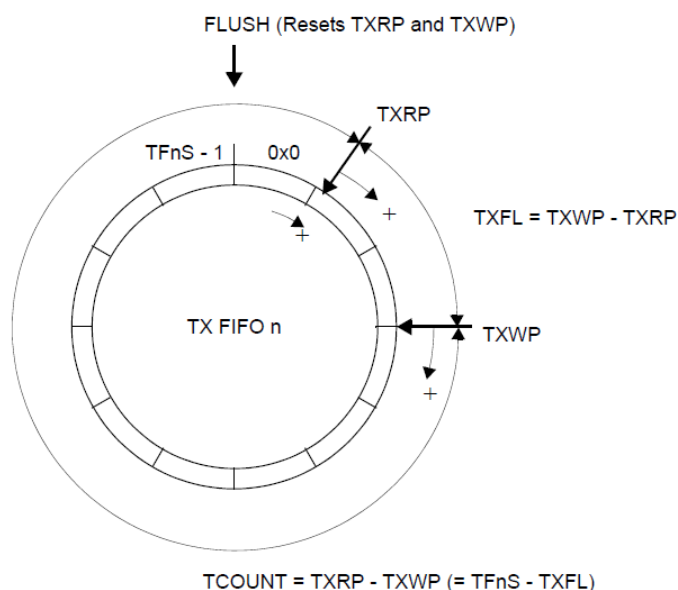 FLUSH (Resets TXRP and TXWP)
TXRP
TFnS - 1
0x0
+
+
TXFL = TXWP - TXRP
TX FIFO n
TXWP
+
TCOUNT = TXRP - TXWP (= TFnS - TXFL)